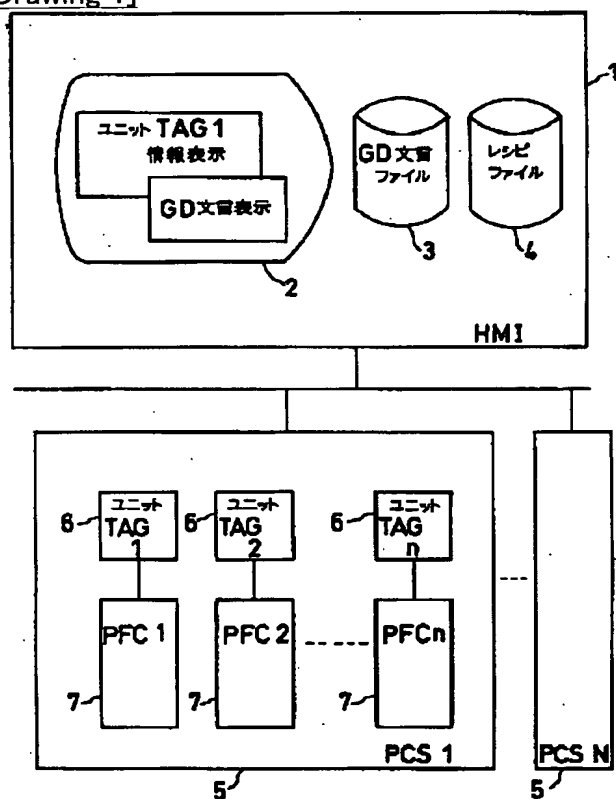 Drawing 1]
1
ユニット TAG 1
情報表示
GD文言表示
2
GD文言
ファイル
3
レシピ
ファイル
4
HMI
6
ユニット
TAG
1
6
ユニット
TAG
2
6
ユニット
TAG
n
PFC 1
PFC 2
PFCn
7
7
7
PCS 1
PCS N
5
5